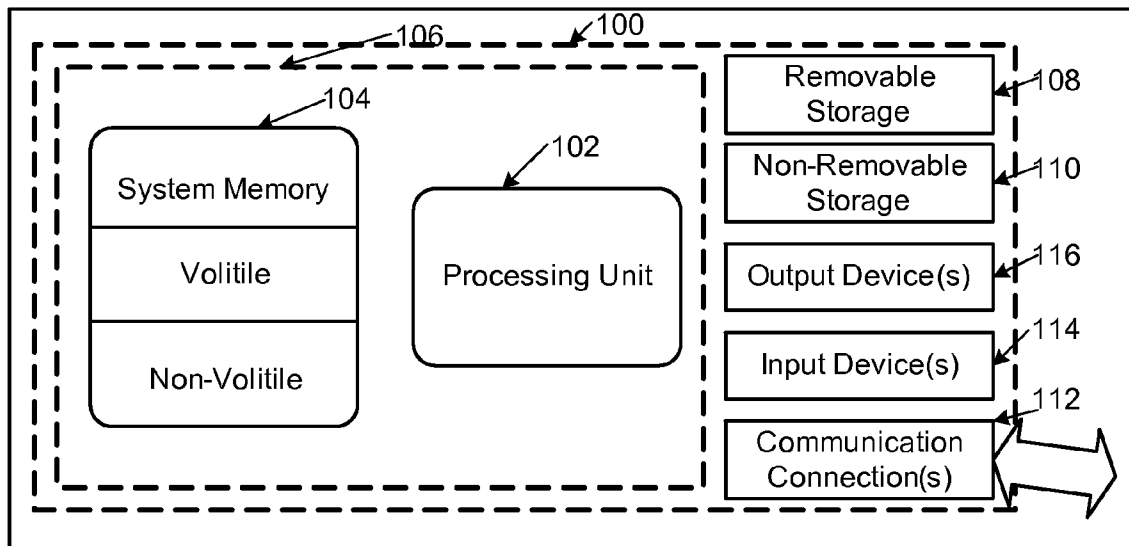 100
106
104
System Memory
Volitile
Non-Volitile
102
Processing Unit
Removable
Storage
108
Non-Removable
Storage
110
Output Device(s)
116
Input Device(s)
114
Communication
Connection(s)
112